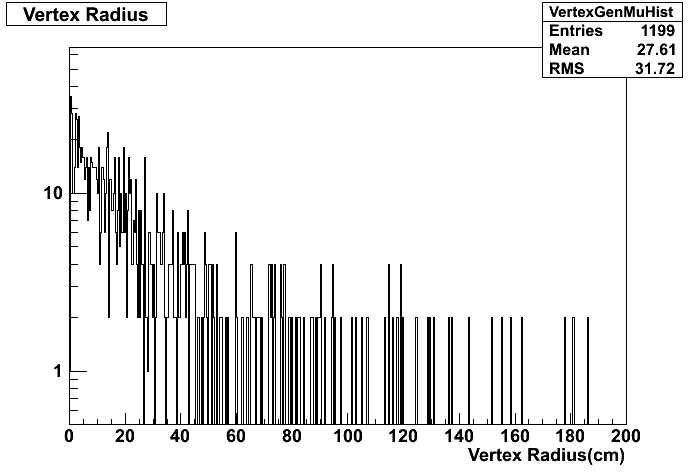 Vertex Radius
VertexGenMuHist
Entries 1199
Mean 27.61
RMS 31.72
10
1
0 20 40 60 80 100 120 140 160 180 200
Vertex Radius(cm)